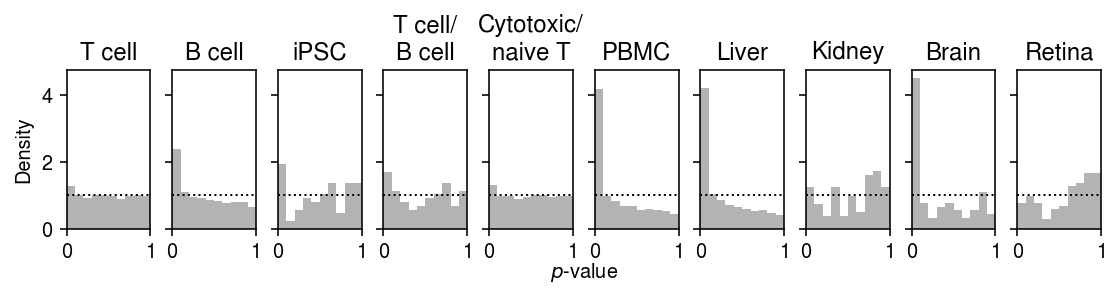 T cell/ Cytotoxic/
T cell B cell iPSC B cell naive T PBMC Liver Kidney Brain Retina
4
2
0
Density
0 1 0 1 0 1 0 1 0 1 0 1 0 1 0 1 0 1 0 1
p-value